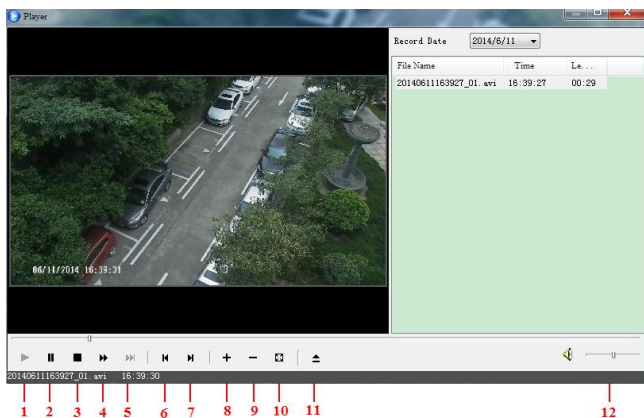 Player
Record Date 2014/6/11
File Name Time Le...
20140611163927_01.avi 16:39:27 00:29
06/11/2014 16:39:31
20140611163927_01.avi 16:39:30
1 2 3 4 5 6 7 8 9 10 11 12